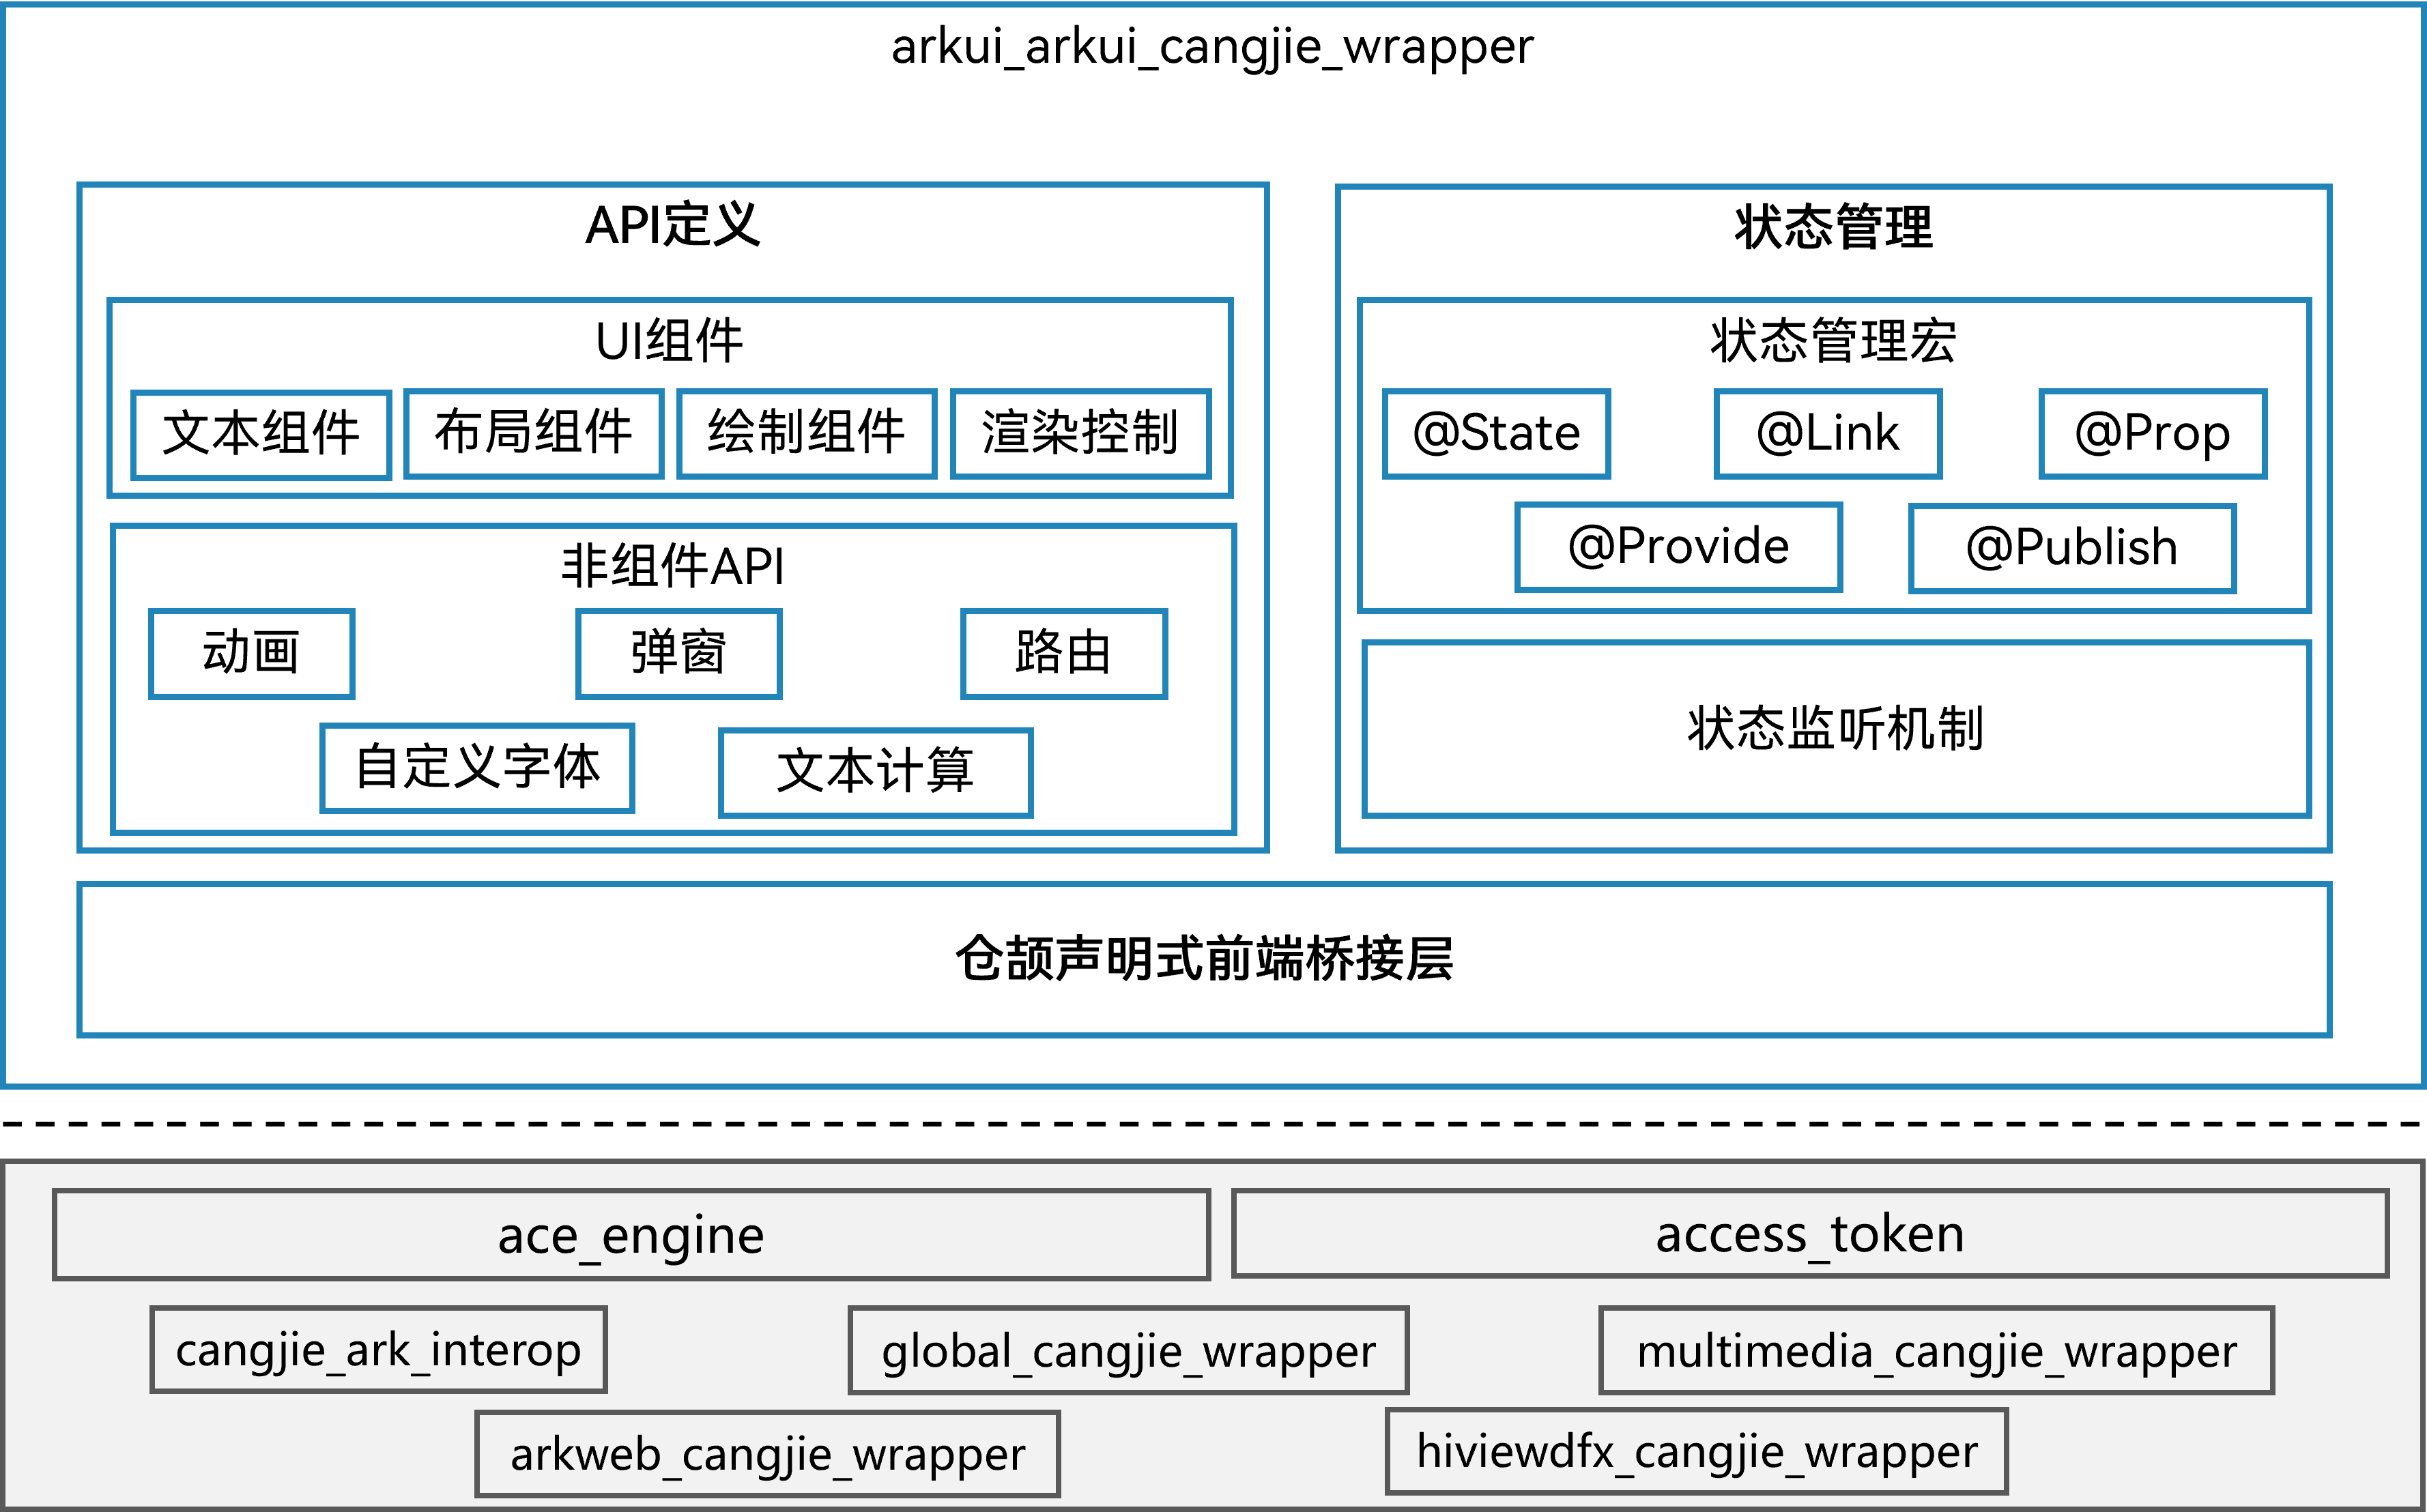 arkui_arkui_cangjie_wrapper
API定义
UI组件
文本组件
布局组件
绘制组件
渲染控制
非组件API
动画
弹窗
路由
自定义字体
文本计算
状态管理
状态管理宏
@State
@Link
@Prop
@Provide
@Publish
状态监听机制
仓颉声明式前端桥接层
ace_engine
access_token
cangjie_ark_interop
global_cangjie_wrapper
multimedia_cangjie_wrapper
arkweb_cangjie_wrapper
hiviewdfx_cangjie_wrapper